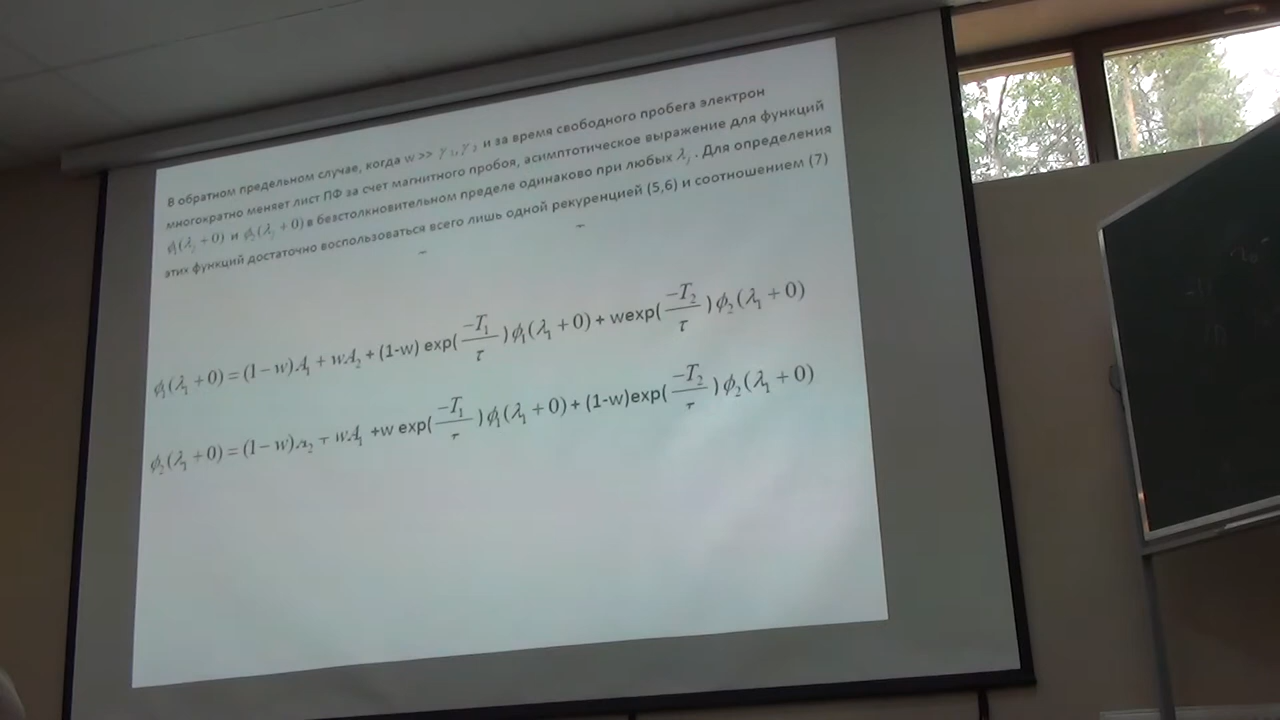 В обратном предельном случае, когда w >> γ₁, γ₂ и за время свободного пробега электрон
многократно меняет лист ПФ за счет магнитного пробоя, асимптотическое выражение для функций
ϕ₁(λⱼ + 0) и ϕ₂(λⱼ + 0) в безстолкновительном пределе одинаково при любых λⱼ . Для определения
этих функций достаточно воспользоваться всего лишь одной рекуренцией (5,6) и соотношением (7)
ϕ₁(λ₁ + 0) = (1 − w)A₁ + wA₂ + (1-w) exp(−T₁/τ)ϕ₁(λ₁ + 0) + wexp(−T₂/τ)ϕ₂(λ₁ + 0)
ϕ₂(λ₁ + 0) = (1 − w)A₂ + wA₁ +w exp(−T₁/τ)ϕ₁(λ₁ + 0) + (1-w)exp(−T₂/τ)ϕ₂(λ₁ + 0)